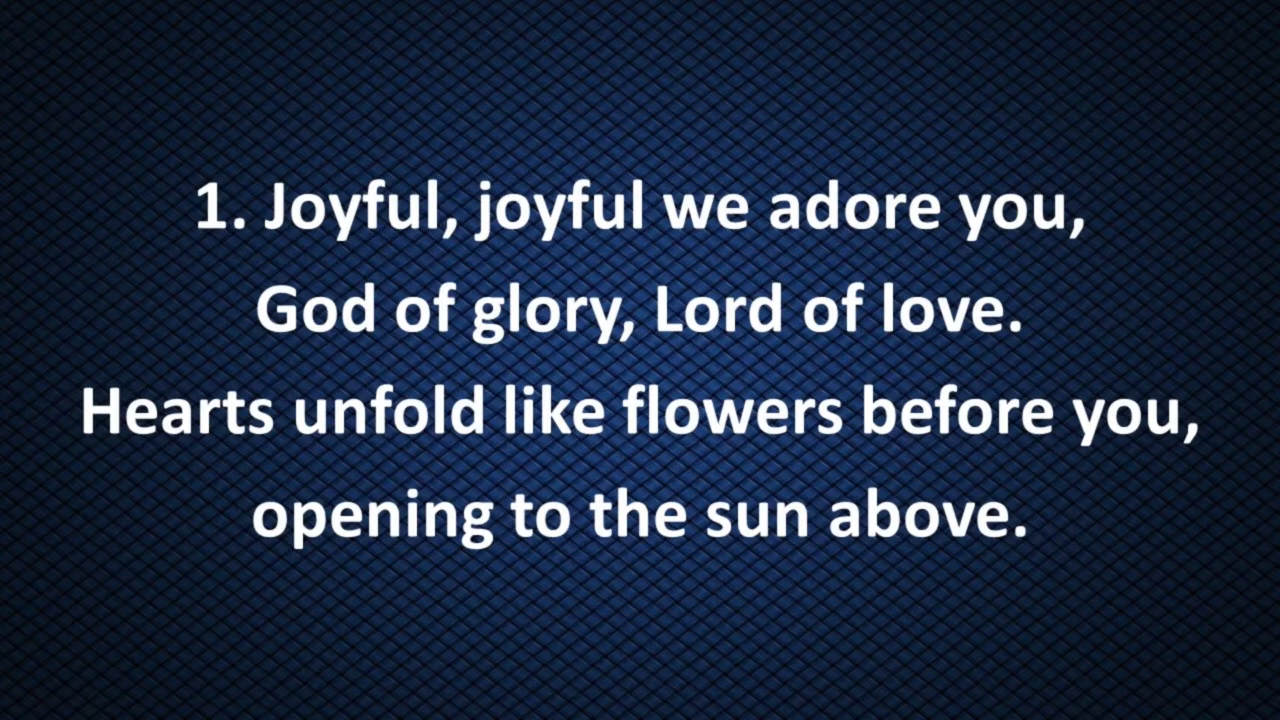 1. Joyful, joyful we adore you,
God of glory, Lord of love.
Hearts unfold like flowers before you,
opening to the sun above.